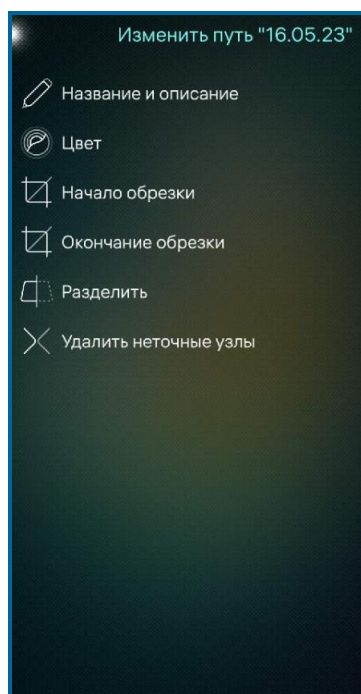 Изменить путь "16.05.23"
Название и описание
Цвет
Начало обрезки
Окончание обрезки
Разделить
Удалить неточные узлы